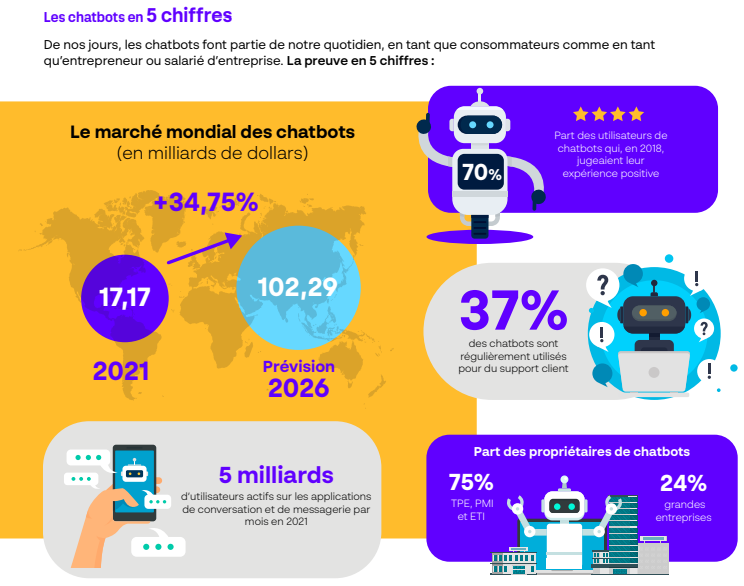 Les chatbots en 5 chiffres
De nos jours, les chatbots font partie de notre quotidien, en tant que consommateurs comme en tant
qu'entrepreneur ou salarié d'entreprise. La preuve en 5 chiffres :
Le marché mondial des chatbots
(en milliards de dollars)
+34,75%
17,17
102,29
2021
Prévision
2026
70%
Part des utilisateurs de
chatbots qui, en 2018,
jugeaient leur
expérience positive
37%
des chatbots sont
régulièrement utilisés
pour du support client
?
!
!
?
!
5 milliards
d'utilisateurs actifs sur les applications
de conversation et de messagerie par
mois en 2021
Part des propriétaires de chatbots
75%
TPE, PMI
et ETI
24%
grandes
entreprises